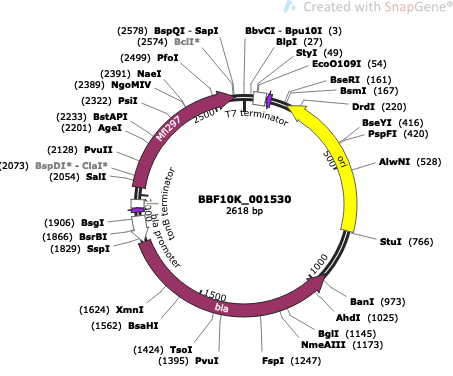 Created with SnapGene®
(2578) BspQI - SapI
(2574) BclI*
(2499) PfoI
(2391) NaeI
(2389) NgoMIV
(2322) PsiI
(2233) BstAPI
(2201) AgeI
(2128) PvuII
(2073) BspDI* - ClaI*
(2054) SalI
(1906) BsgI
(1866) BsrBI
(1829) SspI
(1624) XmnI
(1562) BsaHI
(1424) TsoI
(1395) PvuI
BbvCI - Bpu10I (3)
BlpI (27)
StyI (49)
EcoO109I (54)
BseRI (161)
BsmI (167)
DrdI (220)
BseYI (416)
PspFI (420)
AlwNI (528)
StuI (766)
BanI (973)
AhdI (1025)
BglI (1145)
NmeAIII (1173)
FspI (1247)
T7 terminator
ori
bla
bla promoter
tonB terminator
Mfl297
500
1000
1500
2500
BBF10K_001530
2618 bp